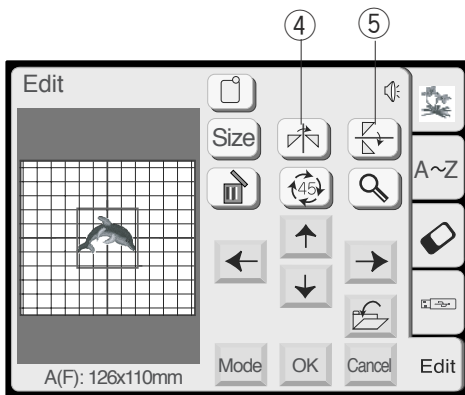 ④ ⑤
Edit
Size
A~Z
45
A(F): 126x110mm
Mode OK Cancel Edit